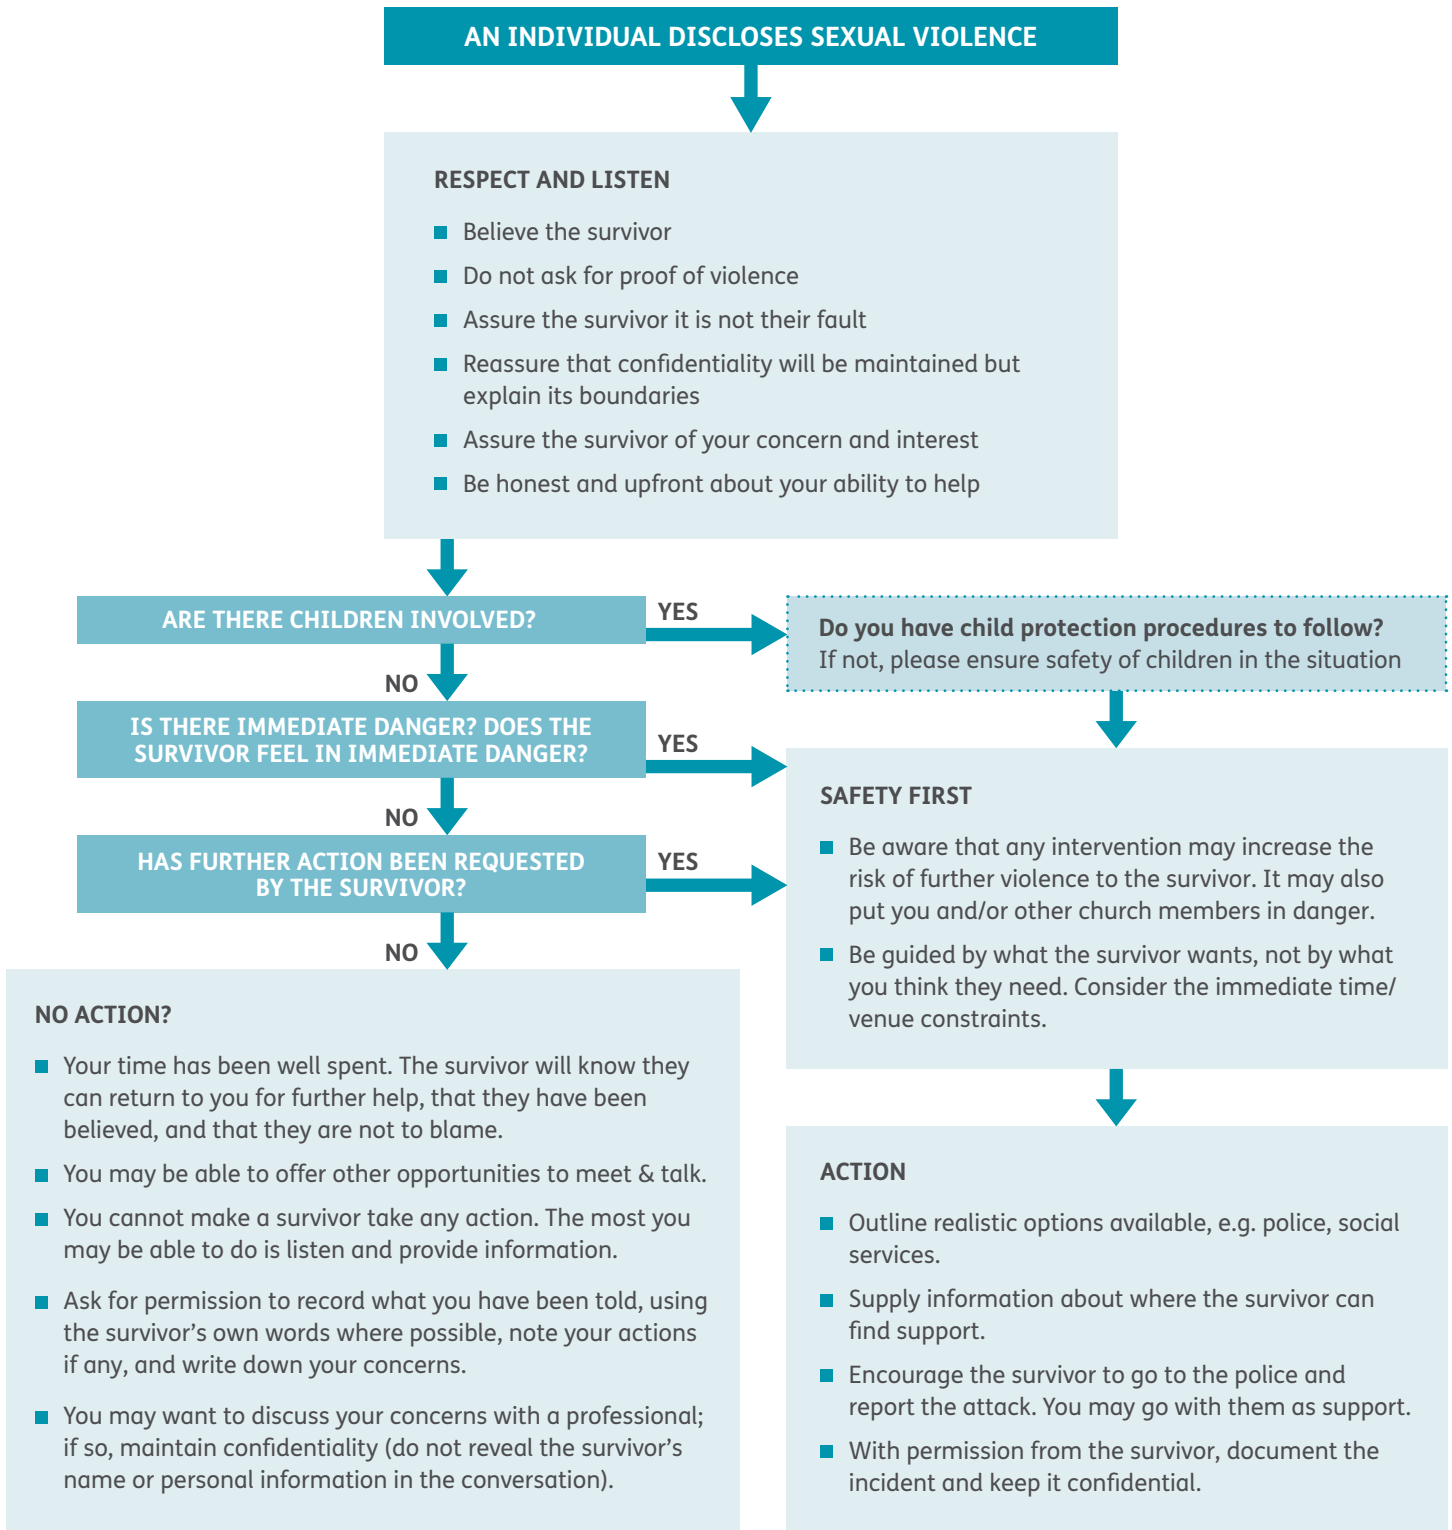 AN INDIVIDUAL DISCLOSES SEXUAL VIOLENCE
RESPECT AND LISTEN
Believe the survivor
Do not ask for proof of violence
Assure the survivor it is not their fault
Reassure that confidentiality will be maintained but
explain its boundaries
Assure the survivor of your concern and interest
Be honest and upfront about your ability to help
ARE THERE CHILDREN INVOLVED?
YES
Do you have child protection procedures to follow?
If not, please ensure safety of children in the situation
NO
IS THERE IMMEDIATE DANGER? DOES THE
SURVIVOR FEEL IN IMMEDIATE DANGER?
YES
NO
HAS FURTHER ACTION BEEN REQUESTED
BY THE SURVIVOR?
YES
NO
SAFETY FIRST
Be aware that any intervention may increase the
risk of further violence to the survivor. It may also
put you and/or other church members in danger.
Be guided by what the survivor wants, not by what
you think they need. Consider the immediate time/
venue constraints.
NO ACTION?
Your time has been well spent. The survivor will know they
can return to you for further help, that they have been
believed, and that they are not to blame.
You may be able to offer other opportunities to meet & talk.
You cannot make a survivor take any action. The most you
may be able to do is listen and provide information.
Ask for permission to record what you have been told, using
the survivor's own words where possible, note your actions
if any, and write down your concerns.
You may want to discuss your concerns with a professional;
if so, maintain confidentiality (do not reveal the survivor's
name or personal information in the conversation).
ACTION
Outline realistic options available, e.g. police, social
services.
Supply information about where the survivor can
find support.
Encourage the survivor to go to the police and
report the attack. You may go with them as support.
With permission from the survivor, document the
incident and keep it confidential.